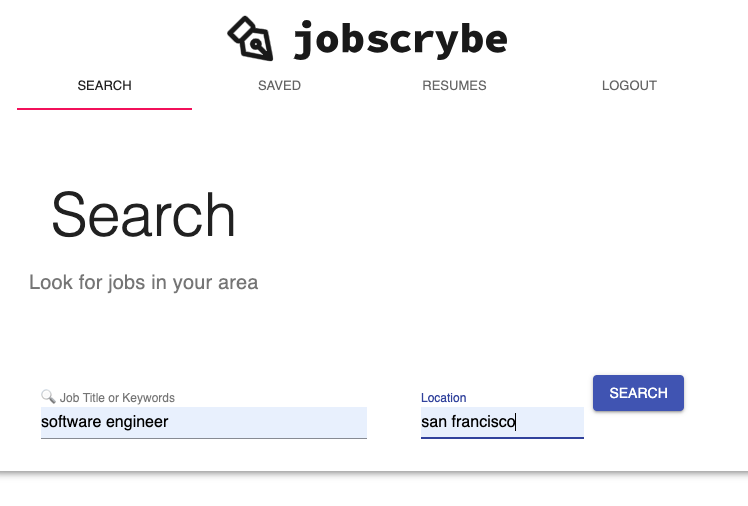 jobscrybe
SEARCH SAVED RESUMES LOGOUT
Search
Look for jobs in your area
Job Title or Keywords Location
software engineer san francisco
SEARCH